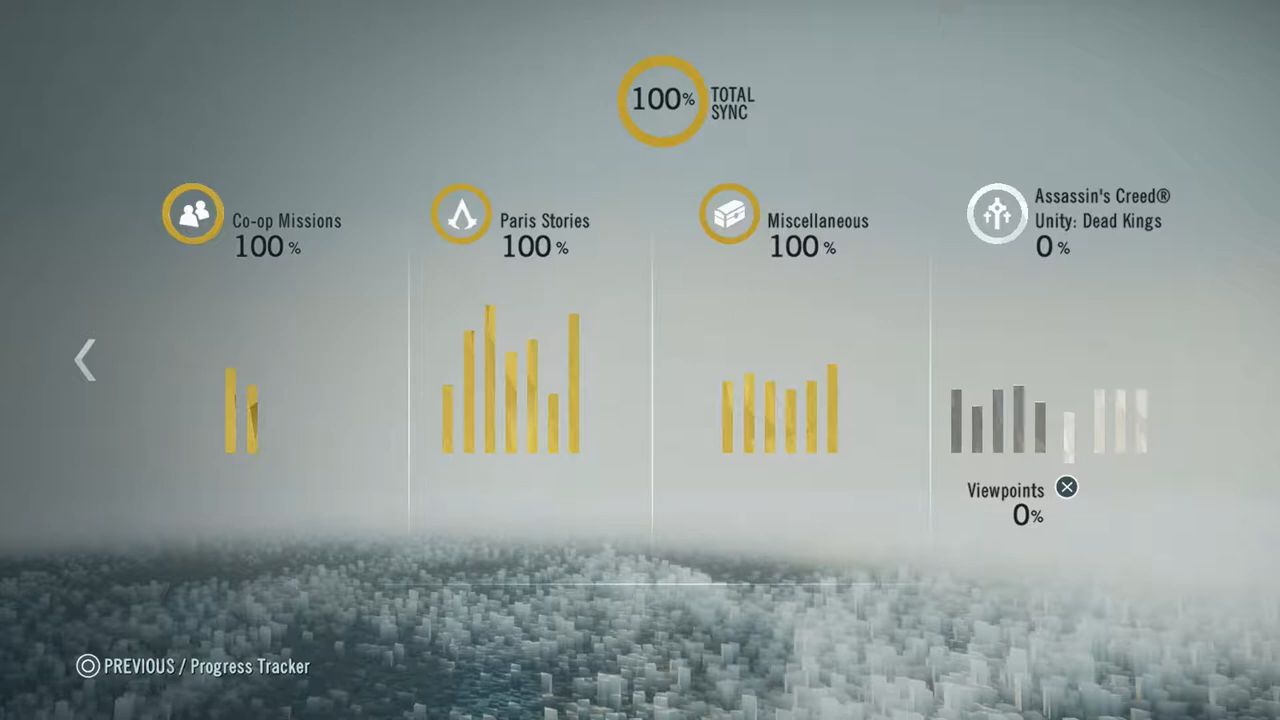 100%
TOTAL
SYNC
Co-op Missions
100 %
Paris Stories
100 %
Miscellaneous
100 %
Assassin's Creed®
Unity: Dead Kings
0 %
Viewpoints
0%
PREVIOUS / Progress Tracker